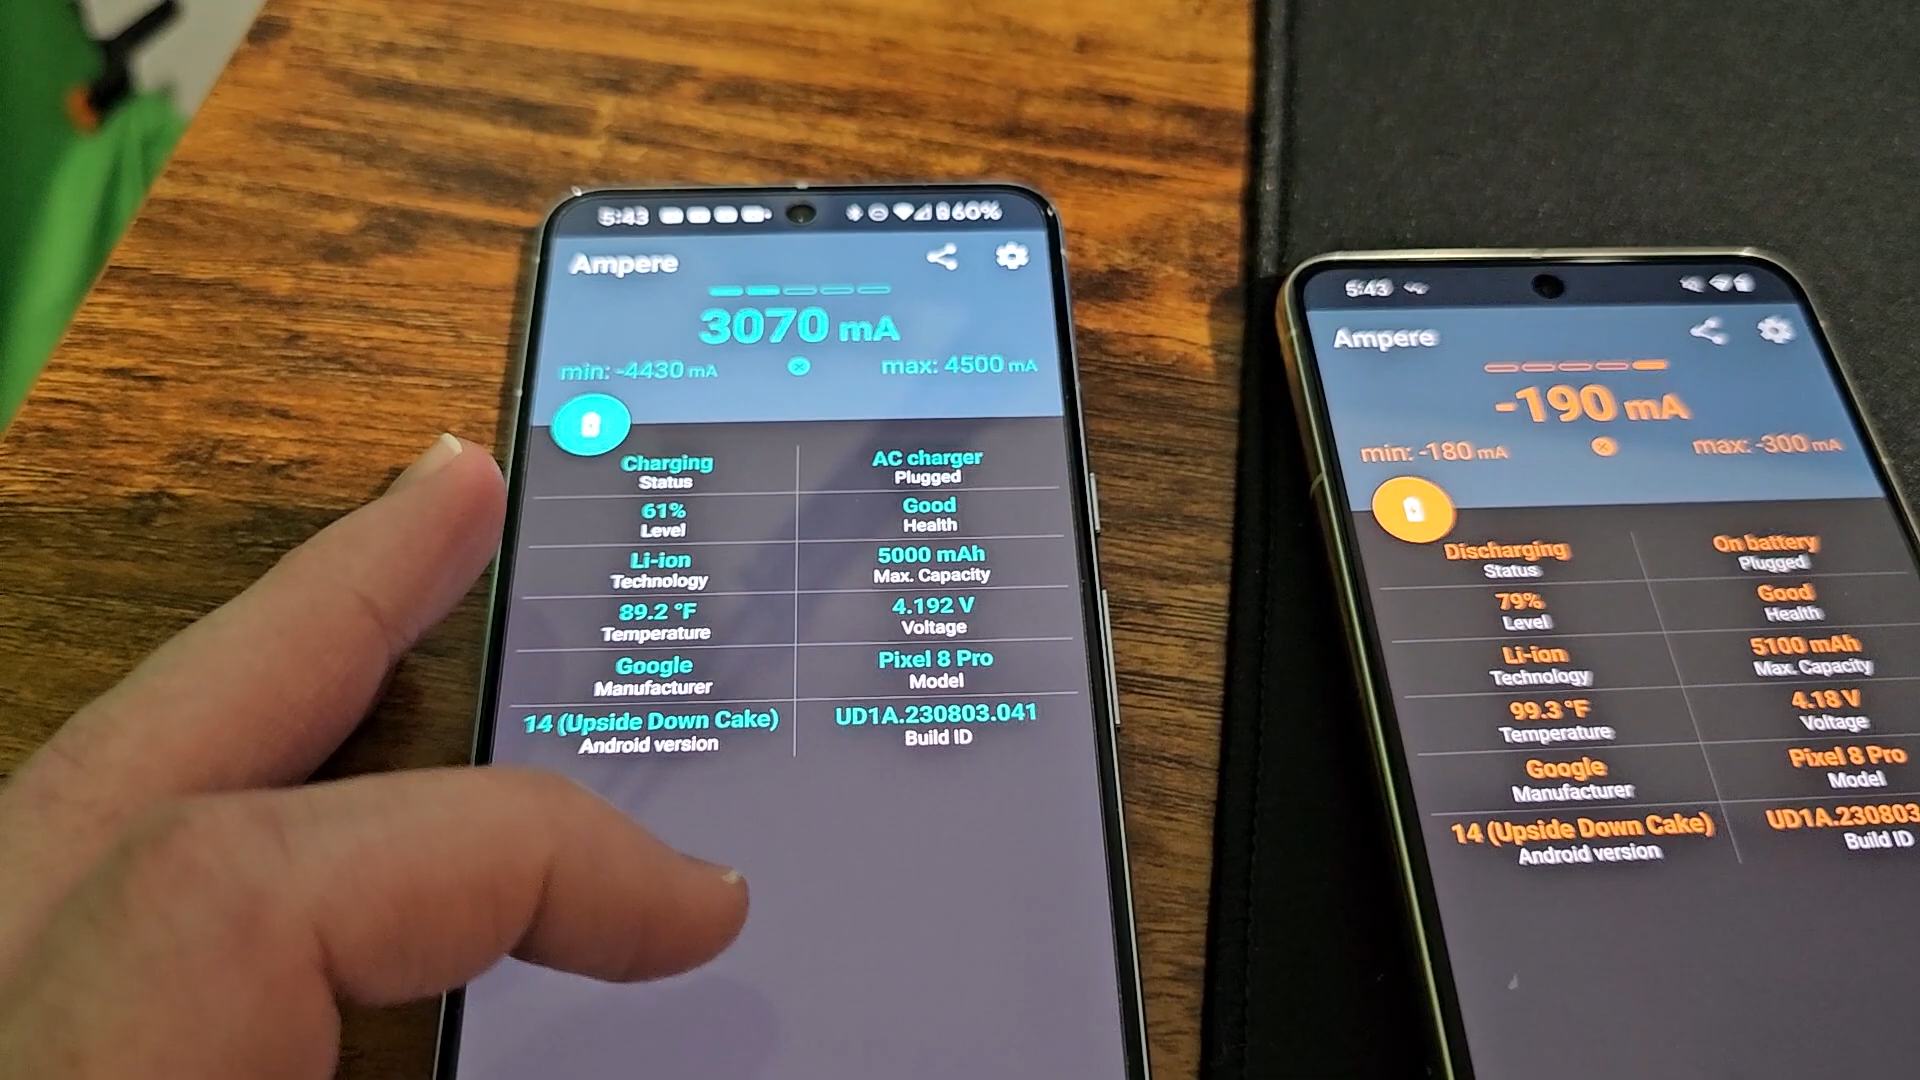 5:43 60%
Ampere
3070 mA
min: -4430 mA max: 4500 mA
Charging
Status
AC charger
Plugged
61%
Level
Good
Health
Li-ion
Technology
5000 mAh
Max. Capacity
89.2 °F
Temperature
4.192 V
Voltage
Google
Manufacturer
Pixel 8 Pro
Model
14 (Upside Down Cake)
Android version
UD1A.230803.041
Build ID
5:43
Ampere
-190 mA
min: -180 mA max: -300 mA
Discharging
Status
On battery
Plugged
79%
Level
Good
Health
Li-ion
Technology
5100 mAh
Max. Capacity
99.3 °F
Temperature
4.18 V
Voltage
Google
Manufacturer
Pixel 8 Pro
Model
14 (Upside Down Cake)
Android version
UD1A.230803
Build ID